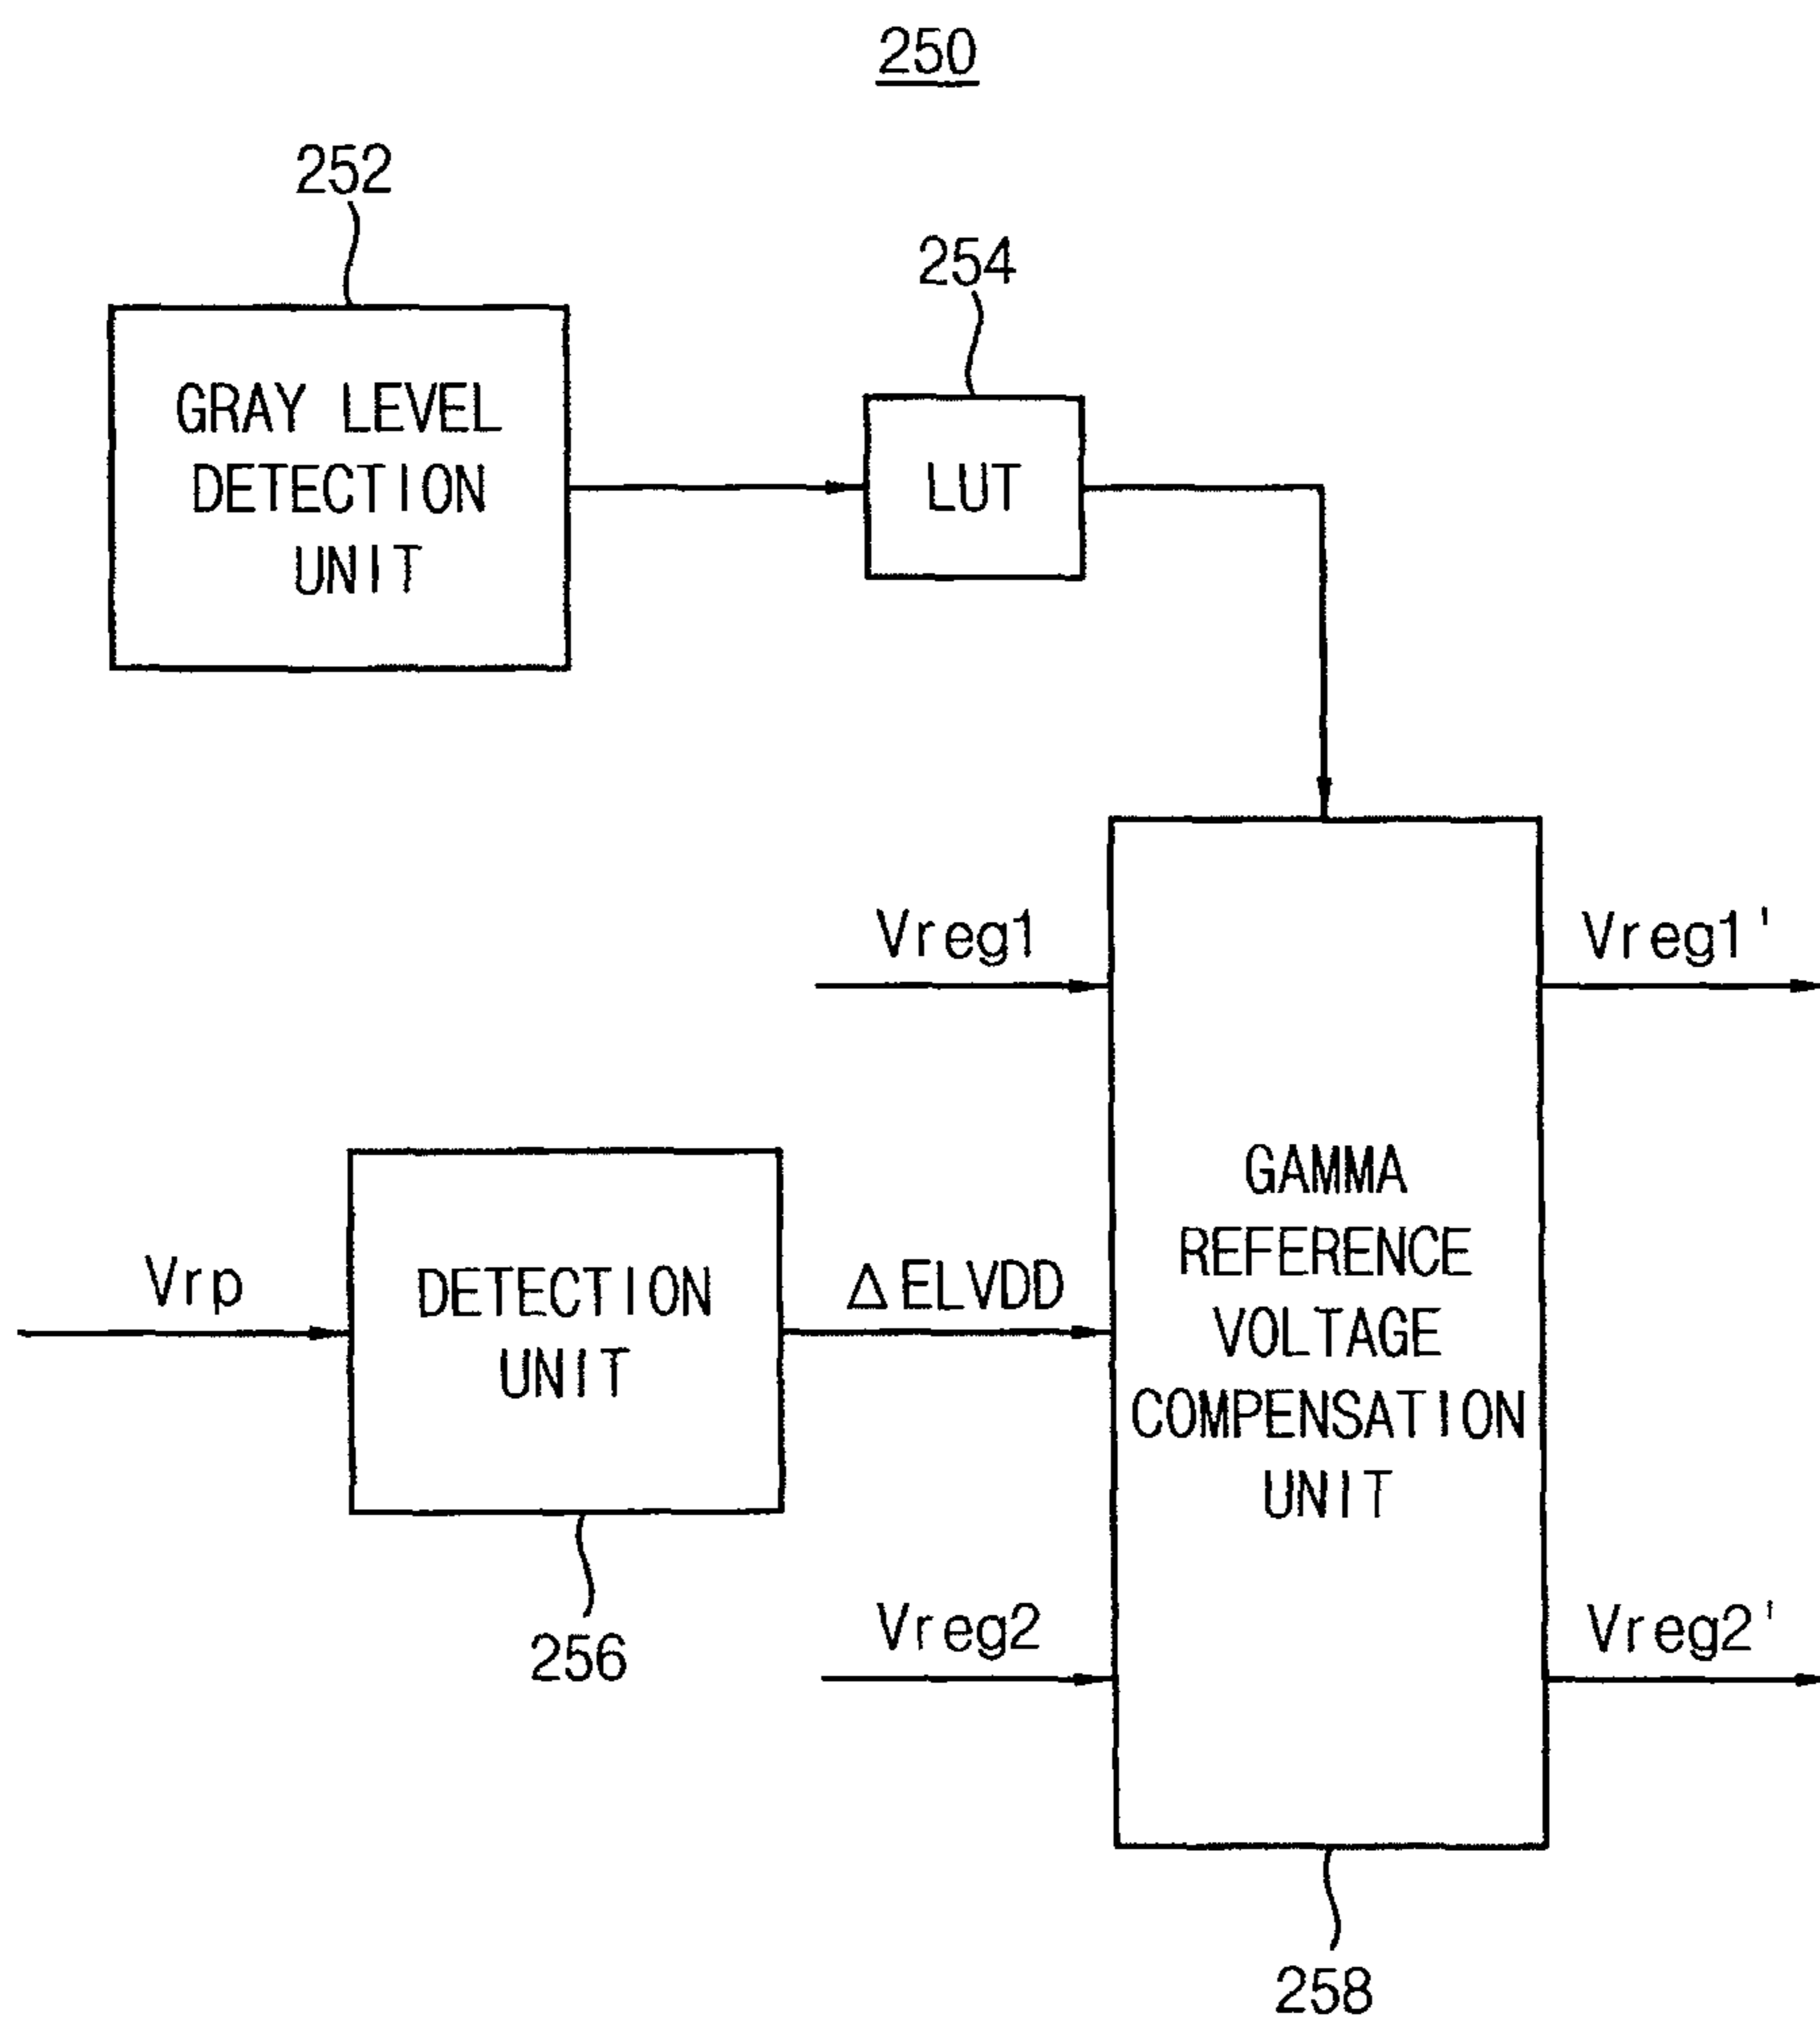 250
252
254
GRAY LEVEL
DETECTION
UNIT
LUT
Vreg1
Vreg1'
Vrp
DETECTION
UNIT
ΔELVDD
GAMMA
REFERENCE
VOLTAGE
COMPENSATION
UNIT
256
Vreg2
Vreg2'
258